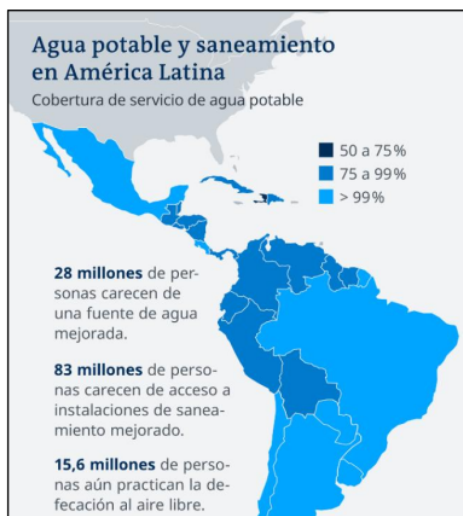 Agua potable y saneamiento
en América Latina
Cobertura de servicio de agua potable
50 a 75 %
75 a 99 %
> 99 %
28 millones de per-
sonas carecen de
una fuente de agua
mejorada.
83 millones de perso-
nas carecen de acceso a
instalaciones de sanea-
miento mejorado.
15,6 millones de perso-
nas aún practican la de-
fecación al aire libre.